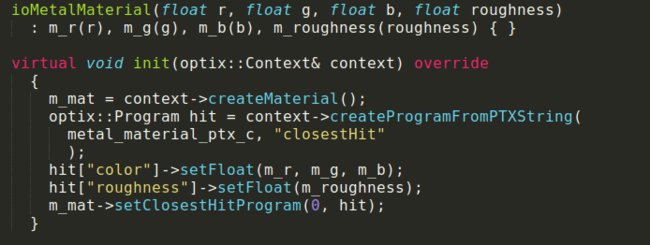 ioMetalMaterial(float r, float g, float b, float roughness)
  : m_r(r), m_g(g), m_b(b), m_roughness(roughness) { }

virtual void init(optix::Context& context) override
  {
    m_mat = context->createMaterial();
    optix::Program hit = context->createProgramFromPTXString(
      metal_material_ptx_c, "closestHit"
      );
    hit["color"]->setFloat(m_r, m_g, m_b);
    hit["roughness"]->setFloat(m_roughness);
    m_mat->setClosestHitProgram(0, hit);
  }